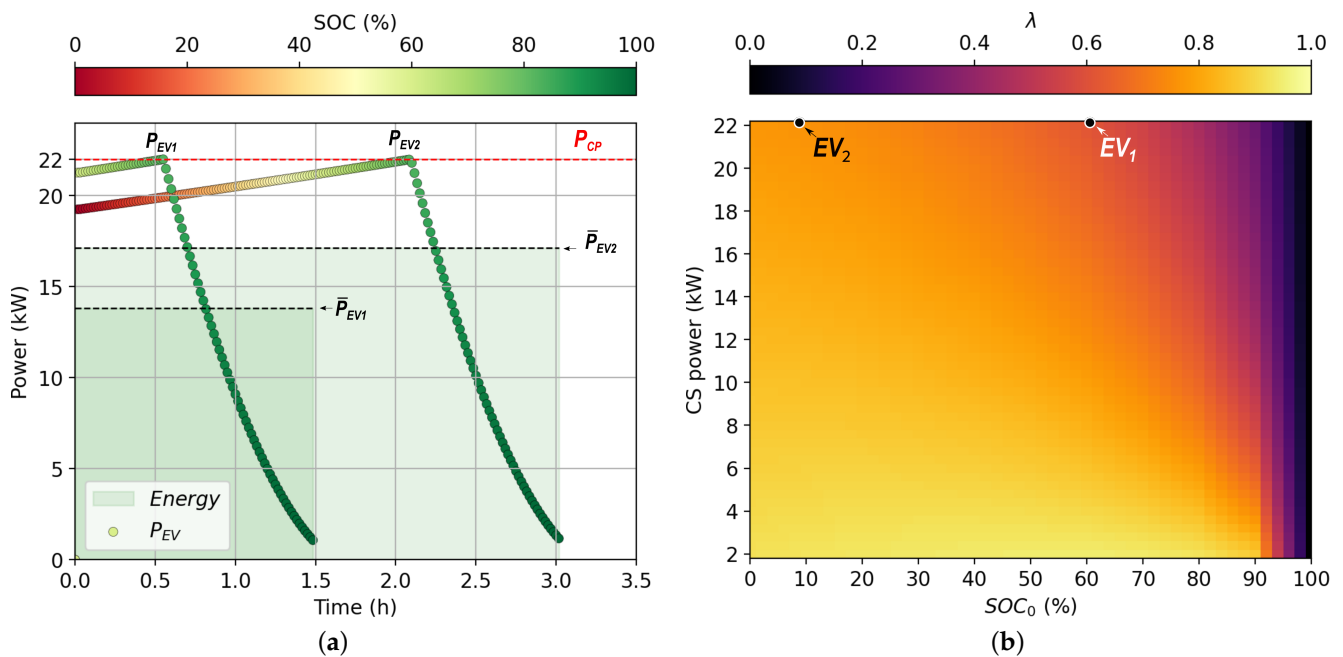 SOC (%)
0 20 40 60 80 100
P_EV1 P_EV2 P_CP
22
20
15
10
5
0
P̅_EV2
P̅_EV1
Energy
P_EV
Power (kW)
0.0 0.5 1.0 1.5 2.0 2.5 3.0 3.5
Time (h)
(a)
λ
0.0 0.2 0.4 0.6 0.8 1.0
EV₂ EV₁
22
20
18
16
14
12
10
8
6
4
2
CS power (kW)
0 10 20 30 40 50 60 70 80 90 100
SOC₀ (%)
(b)